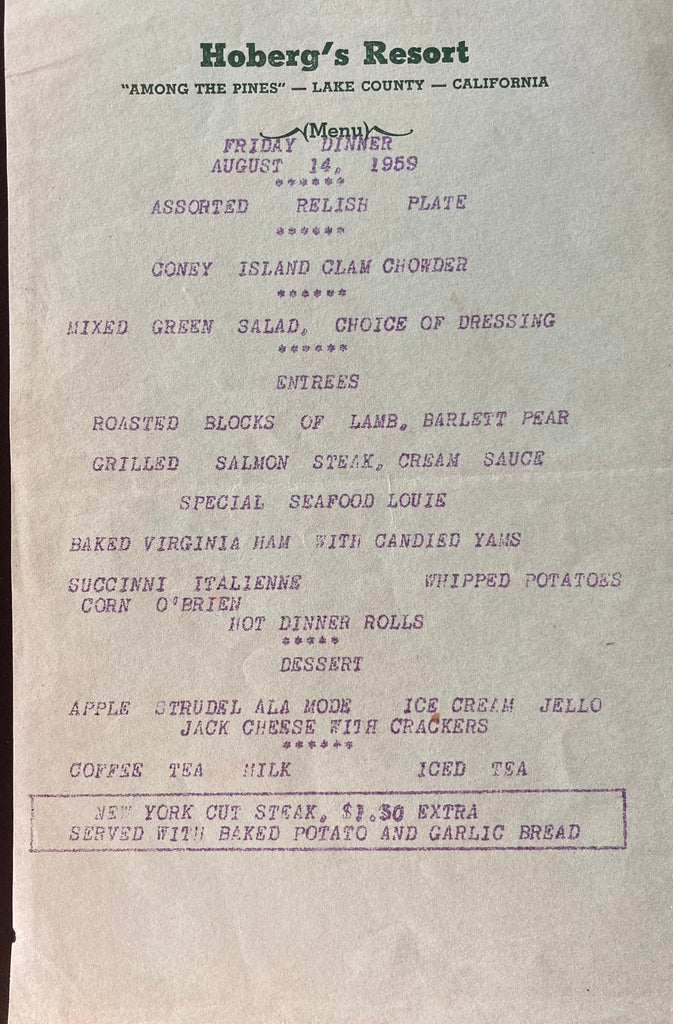 Hoberg's Resort
"AMONG THE PINES" — LAKE COUNTY — CALIFORNIA
(Menu)
FRIDAY DINNER
AUGUST 14, 1959
******
ASSORTED RELISH PLATE
******
CONEY ISLAND CLAM CHOWDER
******
MIXED GREEN SALAD, CHOICE OF DRESSING
******
ENTREES
ROASTED BLOCKS OF LAMB, BARLETT PEAR
GRILLED SALMON STEAK, CREAM SAUCE
SPECIAL SEAFOOD LOUIE
BAKED VIRGINIA HAM WITH CANDIED YAMS
SUCCINNI ITALIENNE WHIPPED POTATOES
CORN O'BRIEN
HOT DINNER ROLLS
*****
DESSERT
APPLE STRUDEL ALA MODE ICE CREAM JELLO
JACK CHEESE WITH CRACKERS
******
COFFEE TEA MILK ICED TEA
NEW YORK CUT STEAK, $1.50 EXTRA
SERVED WITH BAKED POTATO AND GARLIC BREAD